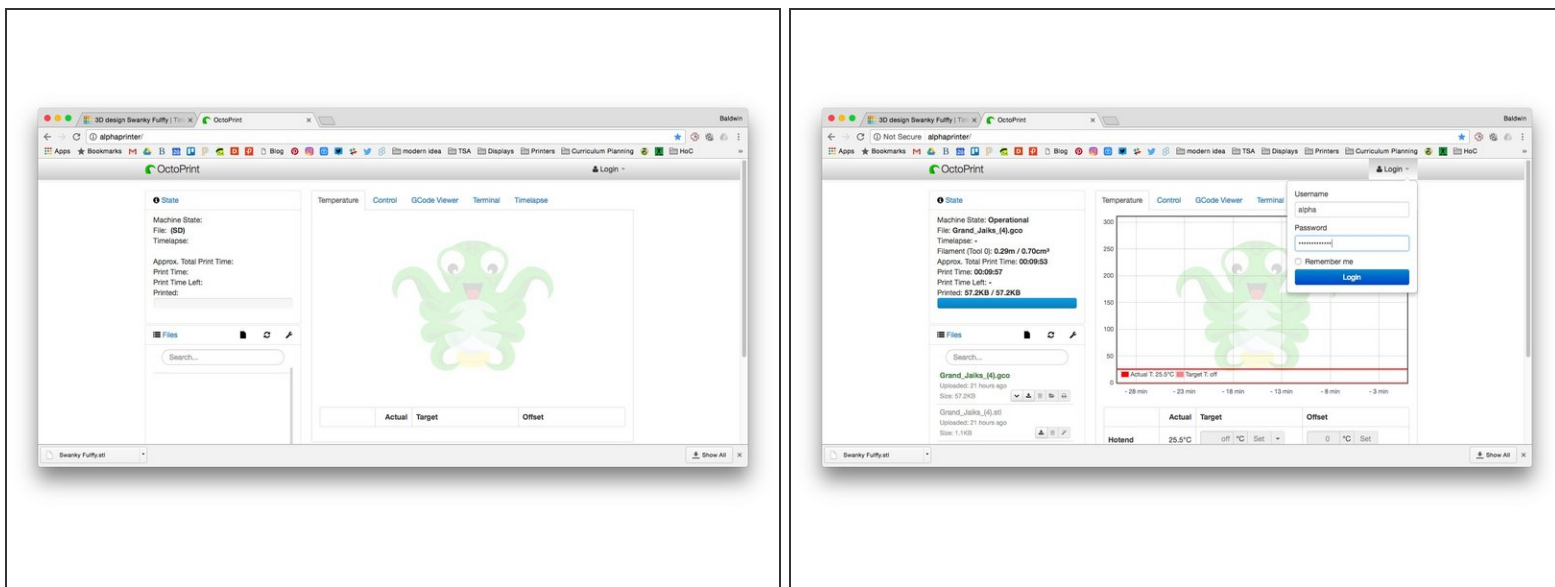 3D design Swanky Fulffy | Tin
OctoPrint
Baldwin
alphaprinter/
Apps Bookmarks Blog modern idea TSA Displays Printers Curriculum Planning HoC
OctoPrint
Login
State
Machine State:
File: (SD)
Timelapse:
Approx. Total Print Time:
Print Time:
Print Time Left:
Printed:
Files
Search...
Temperature Control GCode Viewer Terminal Timelapse
Actual Target Offset
Swanky Fulffy.stl
Show All
3D design Swanky Fulffy | Tin
OctoPrint
Baldwin
Not Secure alphaprinter/
Apps Bookmarks Blog modern idea TSA Displays Printers Curriculum Planning HoC
OctoPrint
Login
Username
alpha
Password
•••••••••••••
Remember me
Login
State
Machine State: Operational
File: Grand_Jaiks_(4).gco
Timelapse: -
Filament (Tool 0): 0.29m / 0.70cm³
Approx. Total Print Time: 00:09:53
Print Time: 00:09:57
Print Time Left: -
Printed: 57.2KB / 57.2KB
Files
Search...
Grand_Jaiks_(4).gco
Uploaded: 21 hours ago
Size: 57.2KB
Grand_Jaiks_(4).stl
Uploaded: 21 hours ago
Size: 1.1KB
Temperature Control GCode Viewer Terminal
300
250
200
150
100
50
0
Actual T: 25.5°C Target T: off
- 28 min - 23 min - 18 min - 13 min - 8 min - 3 min
Actual Target Offset
Hotend 25.5°C off °C Set 0 °C Set
Swanky Fulffy.stl
Show All